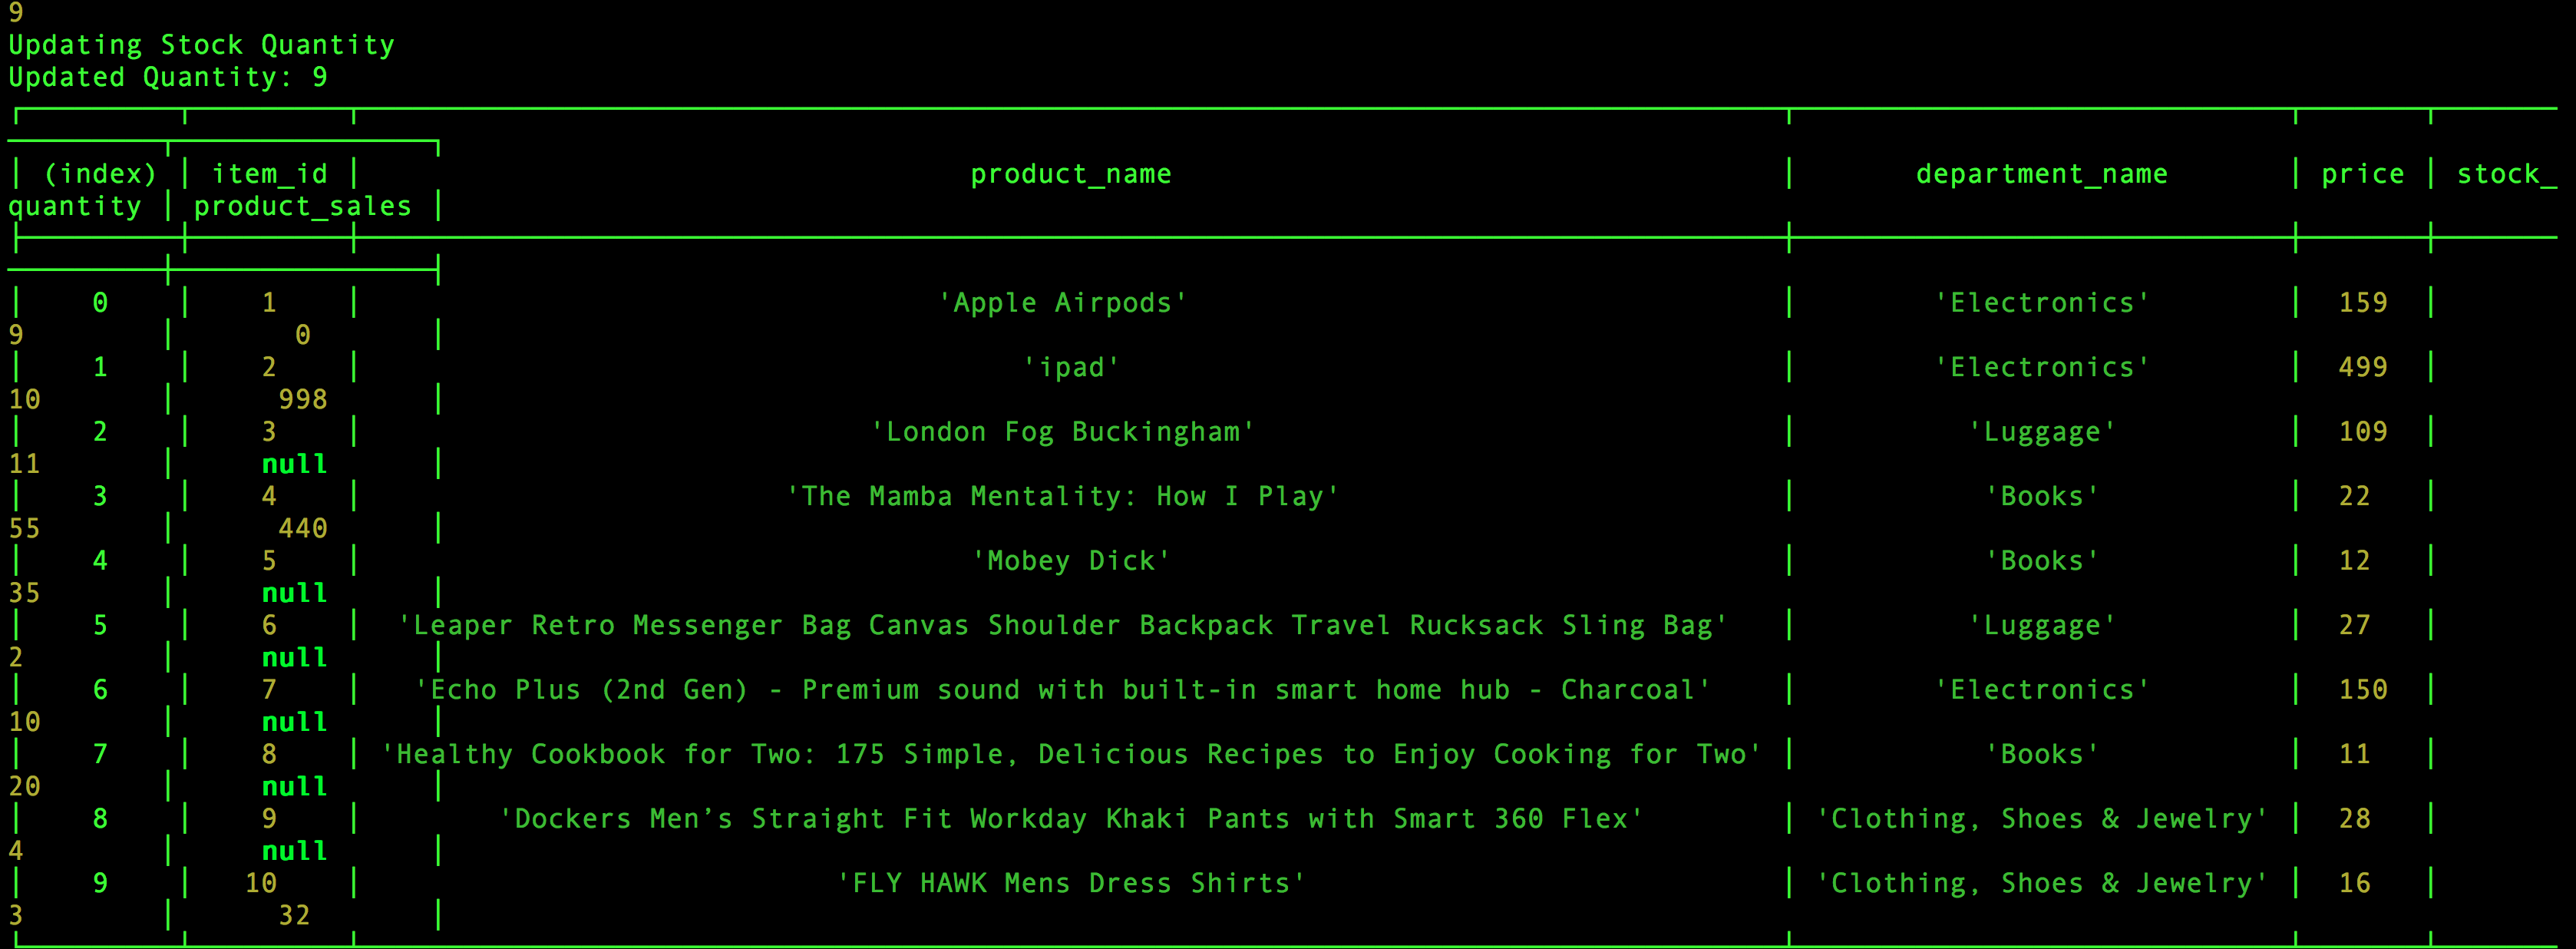 9
Updating Stock Quantity
Updated Quantity: 9
(index) item_id product_name department_name price stock_
quantity product_sales
0 1 'Apple Airpods' 'Electronics' 159
9 0
1 2 'ipad' 'Electronics' 499
10 998
2 3 'London Fog Buckingham' 'Luggage' 109
11 null
3 4 'The Mamba Mentality: How I Play' 'Books' 22
55 440
4 5 'Mobey Dick' 'Books' 12
35 null
5 6 'Leaper Retro Messenger Bag Canvas Shoulder Backpack Travel Rucksack Sling Bag' 'Luggage' 27
2 null
6 7 'Echo Plus (2nd Gen) - Premium sound with built-in smart home hub - Charcoal' 'Electronics' 150
10 null
7 8 'Healthy Cookbook for Two: 175 Simple, Delicious Recipes to Enjoy Cooking for Two' 'Books' 11
20 null
8 9 'Dockers Men’s Straight Fit Workday Khaki Pants with Smart 360 Flex' 'Clothing, Shoes & Jewelry' 28
4 null
9 10 'FLY HAWK Mens Dress Shirts' 'Clothing, Shoes & Jewelry' 16
3 32